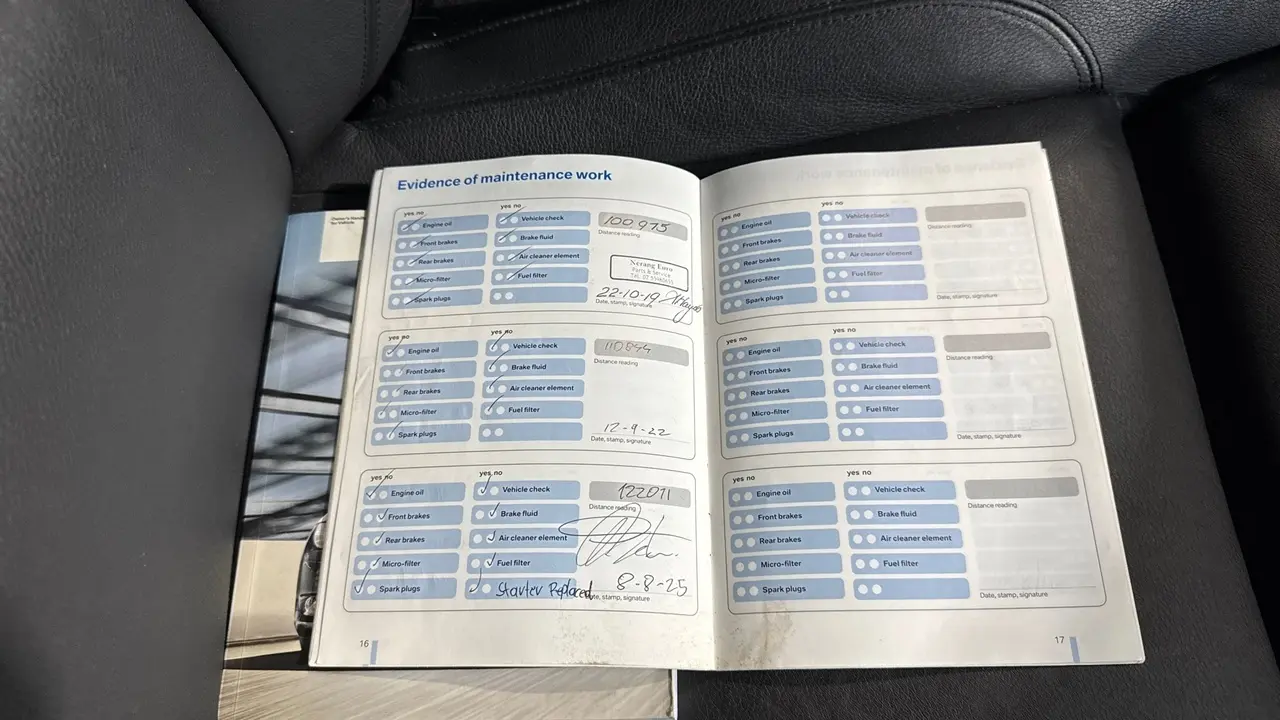 Owner's Handbook
Evidence of maintenance work
yes no
yes no
Engine oil
Vehicle check
100975
Front brakes
Brake fluid
Distance reading
Rear brakes
Air cleaner element
Nerang Euro
Parts & Service
Micro-filter
Fuel filter
22-10-19
Spark plugs
Date, stamp, signature
yes no
yes no
Engine oil
Vehicle check
110844
Front brakes
Brake fluid
Distance reading
Rear brakes
Air cleaner element
Micro-filter
Fuel filter
12-9-22
Spark plugs
Date, stamp, signature
yes no
yes no
Engine oil
Vehicle check
122011
Front brakes
Brake fluid
Distance reading
Rear brakes
Air cleaner element
Micro-filter
Fuel filter
8-8-25
Spark plugs
Starter Replaced
Date, stamp, signature
16
yes no
yes no
Engine oil
Vehicle check
Front brakes
Brake fluid
Distance reading
Rear brakes
Air cleaner element
Micro-filter
Fuel filter
Spark plugs
Date, stamp, signature
yes no
yes no
Engine oil
Vehicle check
Front brakes
Brake fluid
Distance reading
Rear brakes
Air cleaner element
Micro-filter
Fuel filter
Spark plugs
Date, stamp, signature
yes no
yes no
Engine oil
Vehicle check
Front brakes
Brake fluid
Distance reading
Rear brakes
Air cleaner element
Micro-filter
Fuel filter
Spark plugs
Date, stamp, signature
17